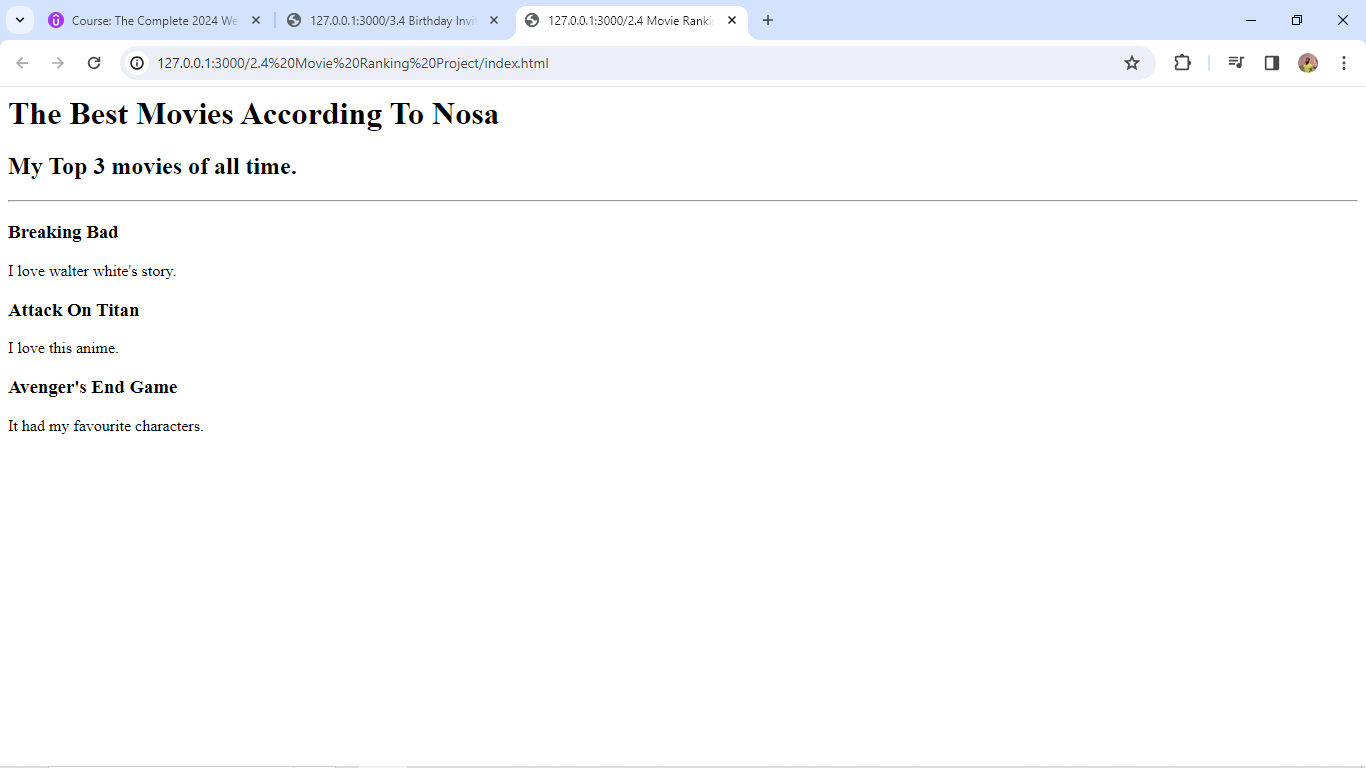 Course: The Complete 2024 We
127.0.0.1:3000/3.4 Birthday Invi
127.0.0.1:3000/2.4 Movie Rankin
127.0.0.1:3000/2.4%20Movie%20Ranking%20Project/index.html
The Best Movies According To Nosa
My Top 3 movies of all time.
Breaking Bad
I love walter white's story.
Attack On Titan
I love this anime.
Avenger's End Game
It had my favourite characters.